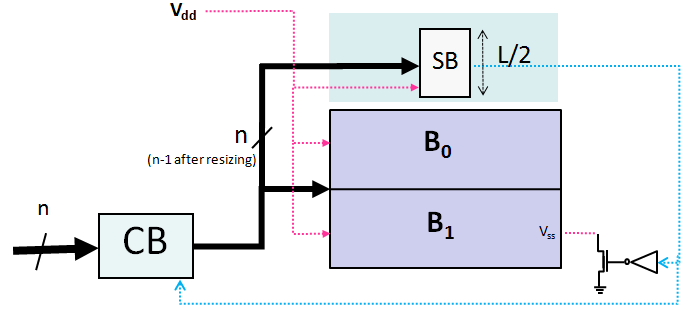 Vdd
SB
L/2
n
(n-1 after resizing)
B0
n
CB
B1
Vss